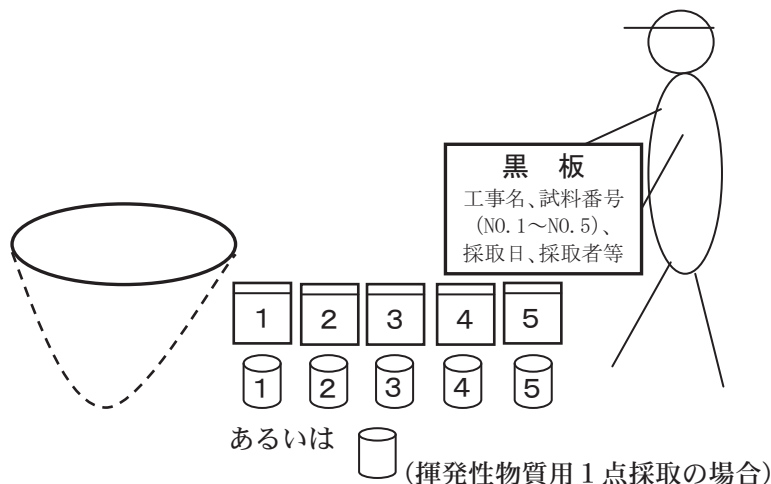 黒　板
工事名、試料番号
(NO.1～NO.5)、
採取日、採取者等
1 2 3 4 5
1 2 3 4 5
あるいは
(揮発性物質用１点採取の場合)